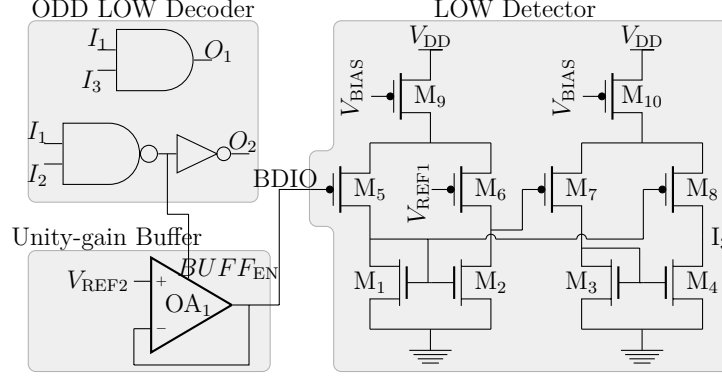 ODD LOW Decoder
LOW Detector
I1
I3
O1
VDD
VDD
VBIAS
M9
VBIAS
M10
I1
I2
O2
BDIO
M5
VREF1
M6
M7
M8
Unity-gain Buffer
VREF2
+
−
OA1
BUFFEN
M1
M2
M3
M4